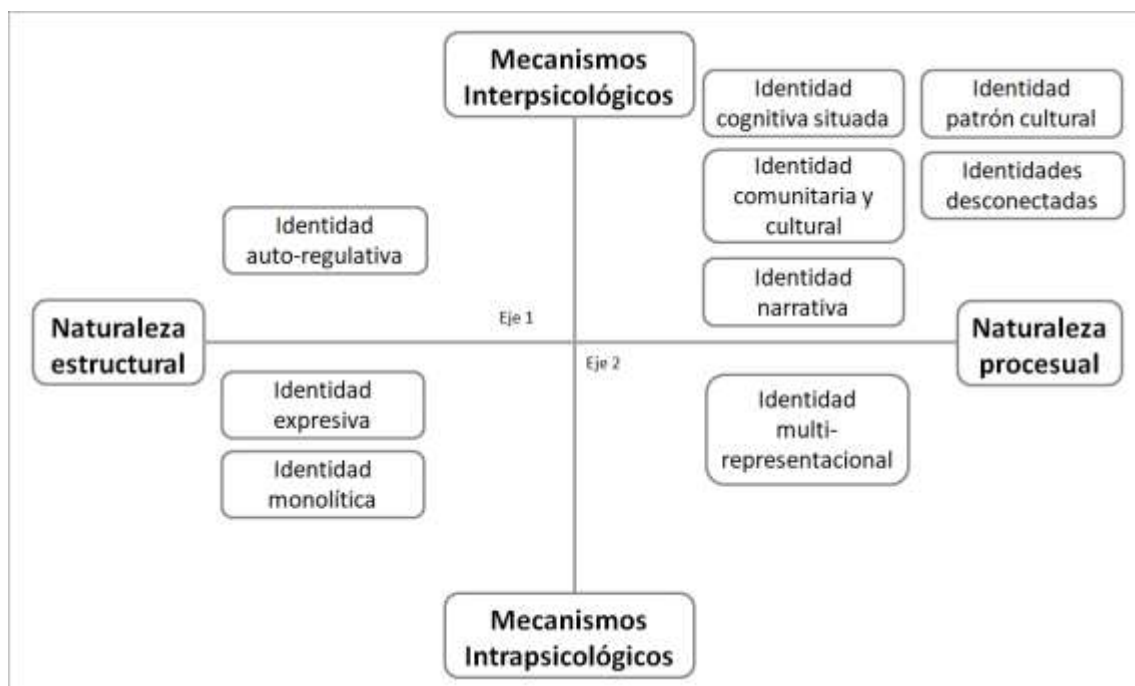 Mecanismos
Interpsicológicos
Identidad
cognitiva situada
Identidad
patrón cultural
Identidad
comunitaria y
cultural
Identidades
desconectadas
Identidad
auto-regulativa
Identidad
narrativa
Naturaleza
estructural
Eje 1
Eje 2
Naturaleza
procesual
Identidad
expresiva
Identidad
monolítica
Identidad
multi-
representacional
Mecanismos
Intrapsicológicos